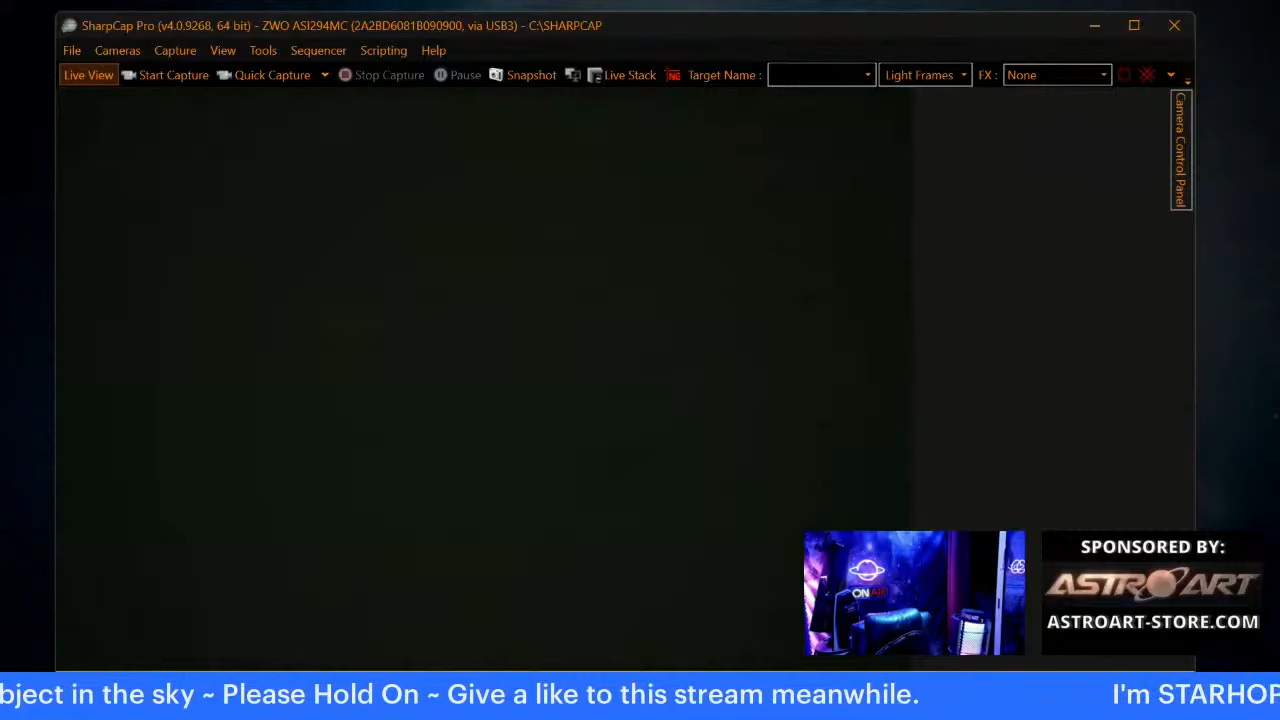 SharpCap Pro (v4.0.9268, 64 bit) - ZWO ASI294MC (2A2BD6081B090900, via USB3) - C:\SHARPCAP
File Cameras Capture View Tools Sequencer Scripting Help
Live View Start Capture Quick Capture Stop Capture Pause Snapshot Live Stack Target Name : Light Frames FX : None
Camera Control Panel
ON AIR
SPONSORED BY:
ASTROART
ASTROART-STORE.COM
bject in the sky ~ Please Hold On ~ Give a like to this stream meanwhile. I'm STARHOP